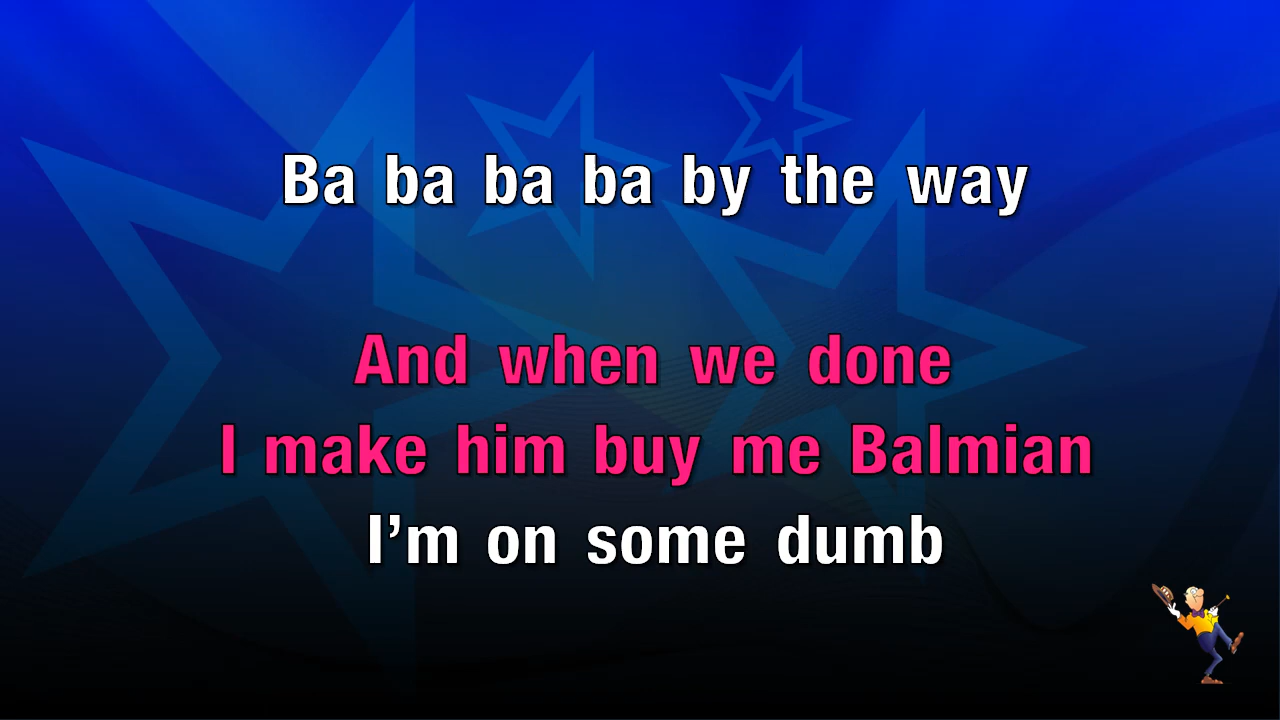 Ba ba ba ba by the way
And when we done
I make him buy me Balmian
I’m on some dumb